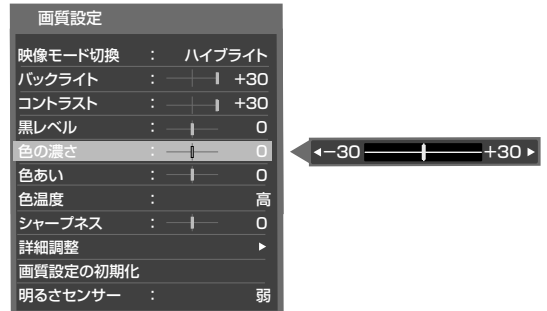 画質設定
映像モード切換 : ハイブライト
バックライト : +30
コントラスト : +30
黒レベル : 0
色の濃さ : 0
◂−30 +30▸
色あい : 0
色温度 : 高
シャープネス : 0
詳細調整 ▸
画質設定の初期化
明るさセンサー : 弱